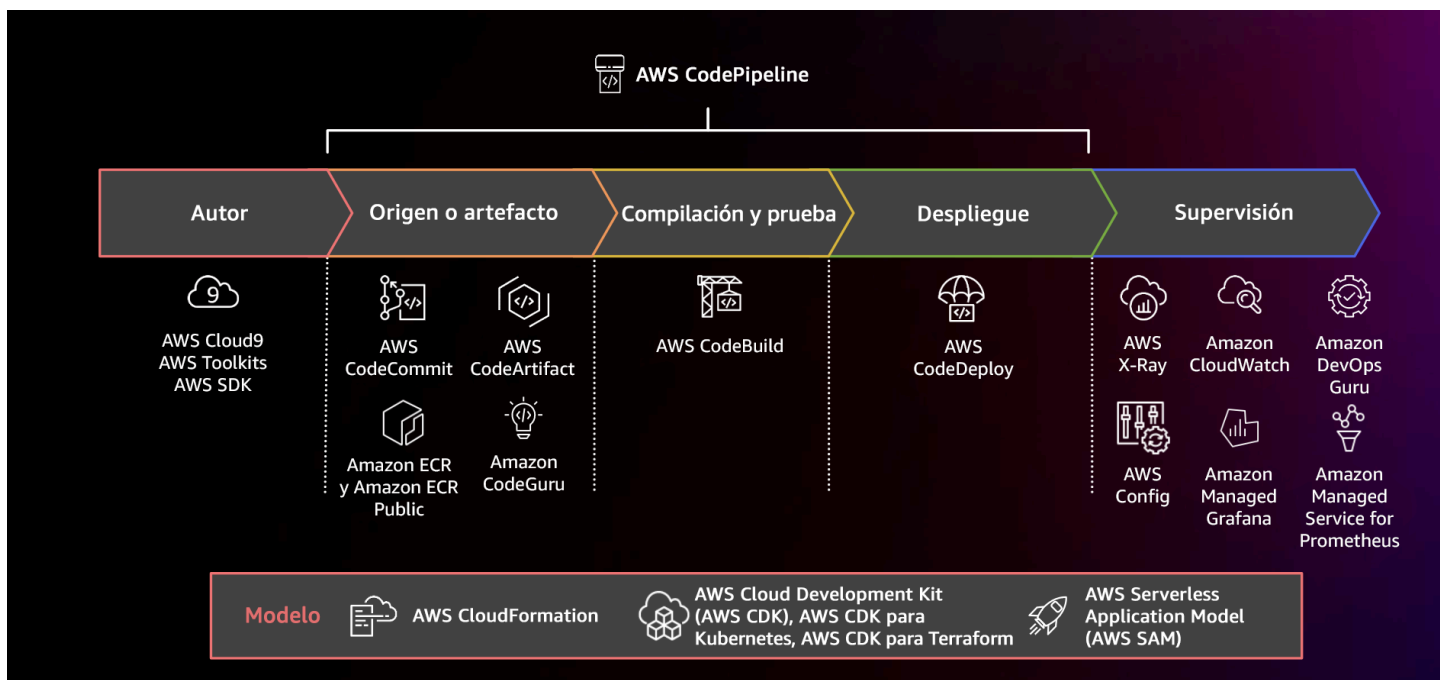 AWS CodePipeline
Autor
Origen o artefacto
Compilación y prueba
Despliegue
Supervisión
9
AWS Cloud9
AWS Toolkits
AWS SDK
AWS
CodeCommit
AWS
CodeArtifact
Amazon ECR
y Amazon ECR
Public
Amazon
CodeGuru
AWS CodeBuild
AWS
CodeDeploy
AWS
X-Ray
Amazon
CloudWatch
Amazon
DevOps
Guru
AWS
Config
Amazon
Managed
Grafana
Amazon
Managed
Service for
Prometheus
Modelo
AWS CloudFormation
AWS Cloud Development Kit
(AWS CDK), AWS CDK para
Kubernetes, AWS CDK para Terraform
AWS Serverless
Application Model
(AWS SAM)